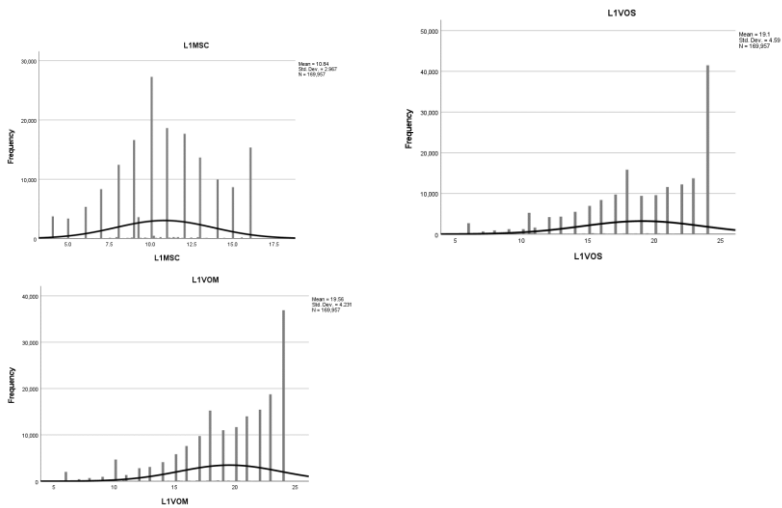 L1MSC
Mean = 10.84
Std. Dev. = 2.967
N = 169,957
30,000
20,000
10,000
0
Frequency
5.0 7.5 10.0 12.5 15.0 17.5
L1MSC
L1VOS
Mean = 19.1
Std. Dev. = 4.59
N = 169,957
50,000
40,000
30,000
20,000
10,000
0
Frequency
5 10 15 20 25
L1VOS
L1VOM
Mean = 19.56
Std. Dev. = 4.231
N = 169,957
40,000
30,000
20,000
10,000
0
Frequency
5 10 15 20 25
L1VOM